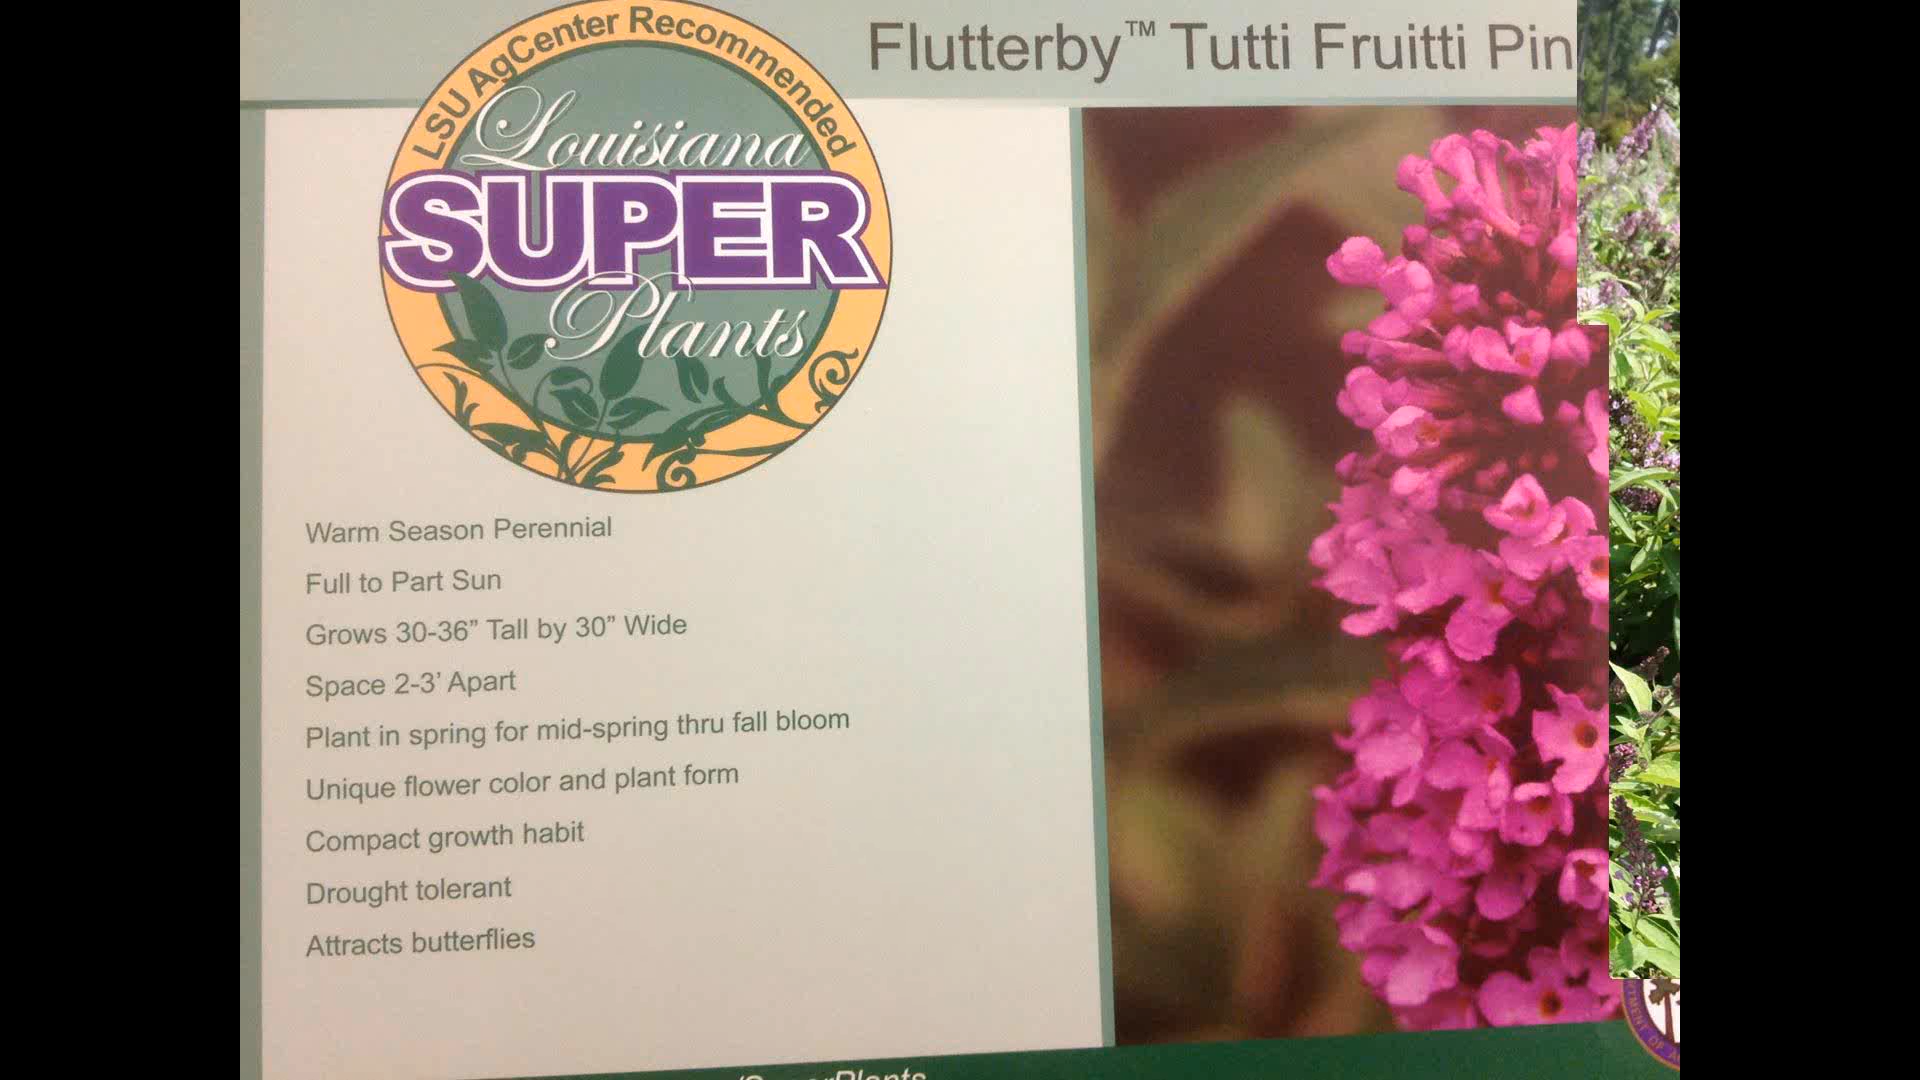 LSU AgCenter Recommended
Louisiana
SUPER
Plants
Flutterby™ Tutti Fruitti Pin
Warm Season Perennial
Full to Part Sun
Grows 30-36” Tall by 30” Wide
Space 2-3’ Apart
Plant in spring for mid-spring thru fall bloom
Unique flower color and plant form
Compact growth habit
Drought tolerant
Attracts butterflies
/SuperPlants
OF